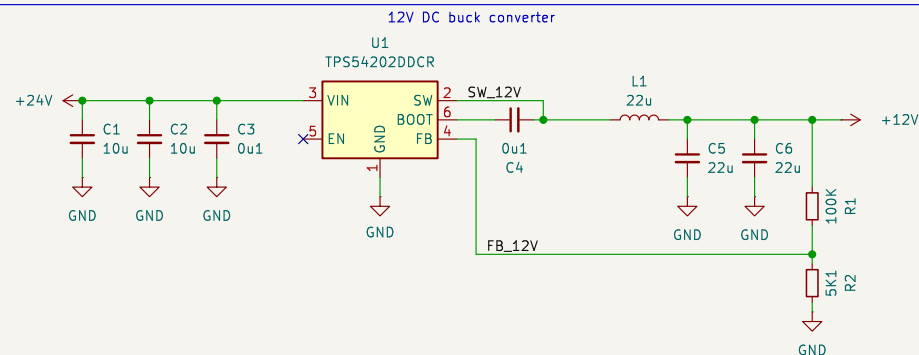 12V DC buck converter
U1
TPS54202DDCR
+24V
3 VIN
SW 2
SW_12V
BOOT 6
5 EN
FB 4
GND
1
GND
C1
10u
GND
C2
10u
GND
C3
0u1
GND
0u1
C4
L1
22u
C5
22u
GND
C6
22u
GND
+12V
100K
R1
FB_12V
5K1
R2
GND